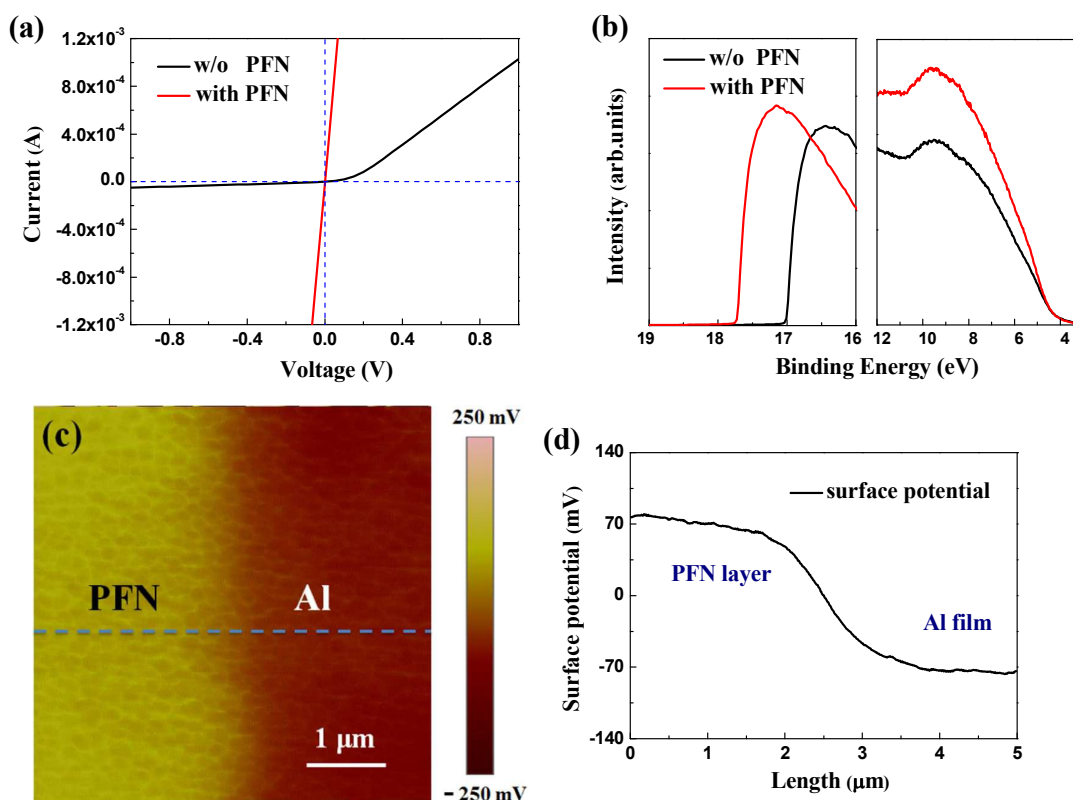 (a)
1.2x10⁻³
8.0x10⁻⁴
4.0x10⁻⁴
0.0
-4.0x10⁻⁴
-8.0x10⁻⁴
-1.2x10⁻³
Current (A)
w/o PFN
with PFN
-0.8 -0.4 0.0 0.4 0.8
Voltage (V)
(b)
w/o PFN
with PFN
Intensity (arb.units)
19 18 17 16 12 10 8 6 4
Binding Energy (eV)
(c)
PFN
Al
1 μm
250 mV
- 250 mV
(d)
140
70
0
-70
-140
Surface potential (mV)
surface potential
PFN layer
Al film
0 1 2 3 4 5
Length (μm)